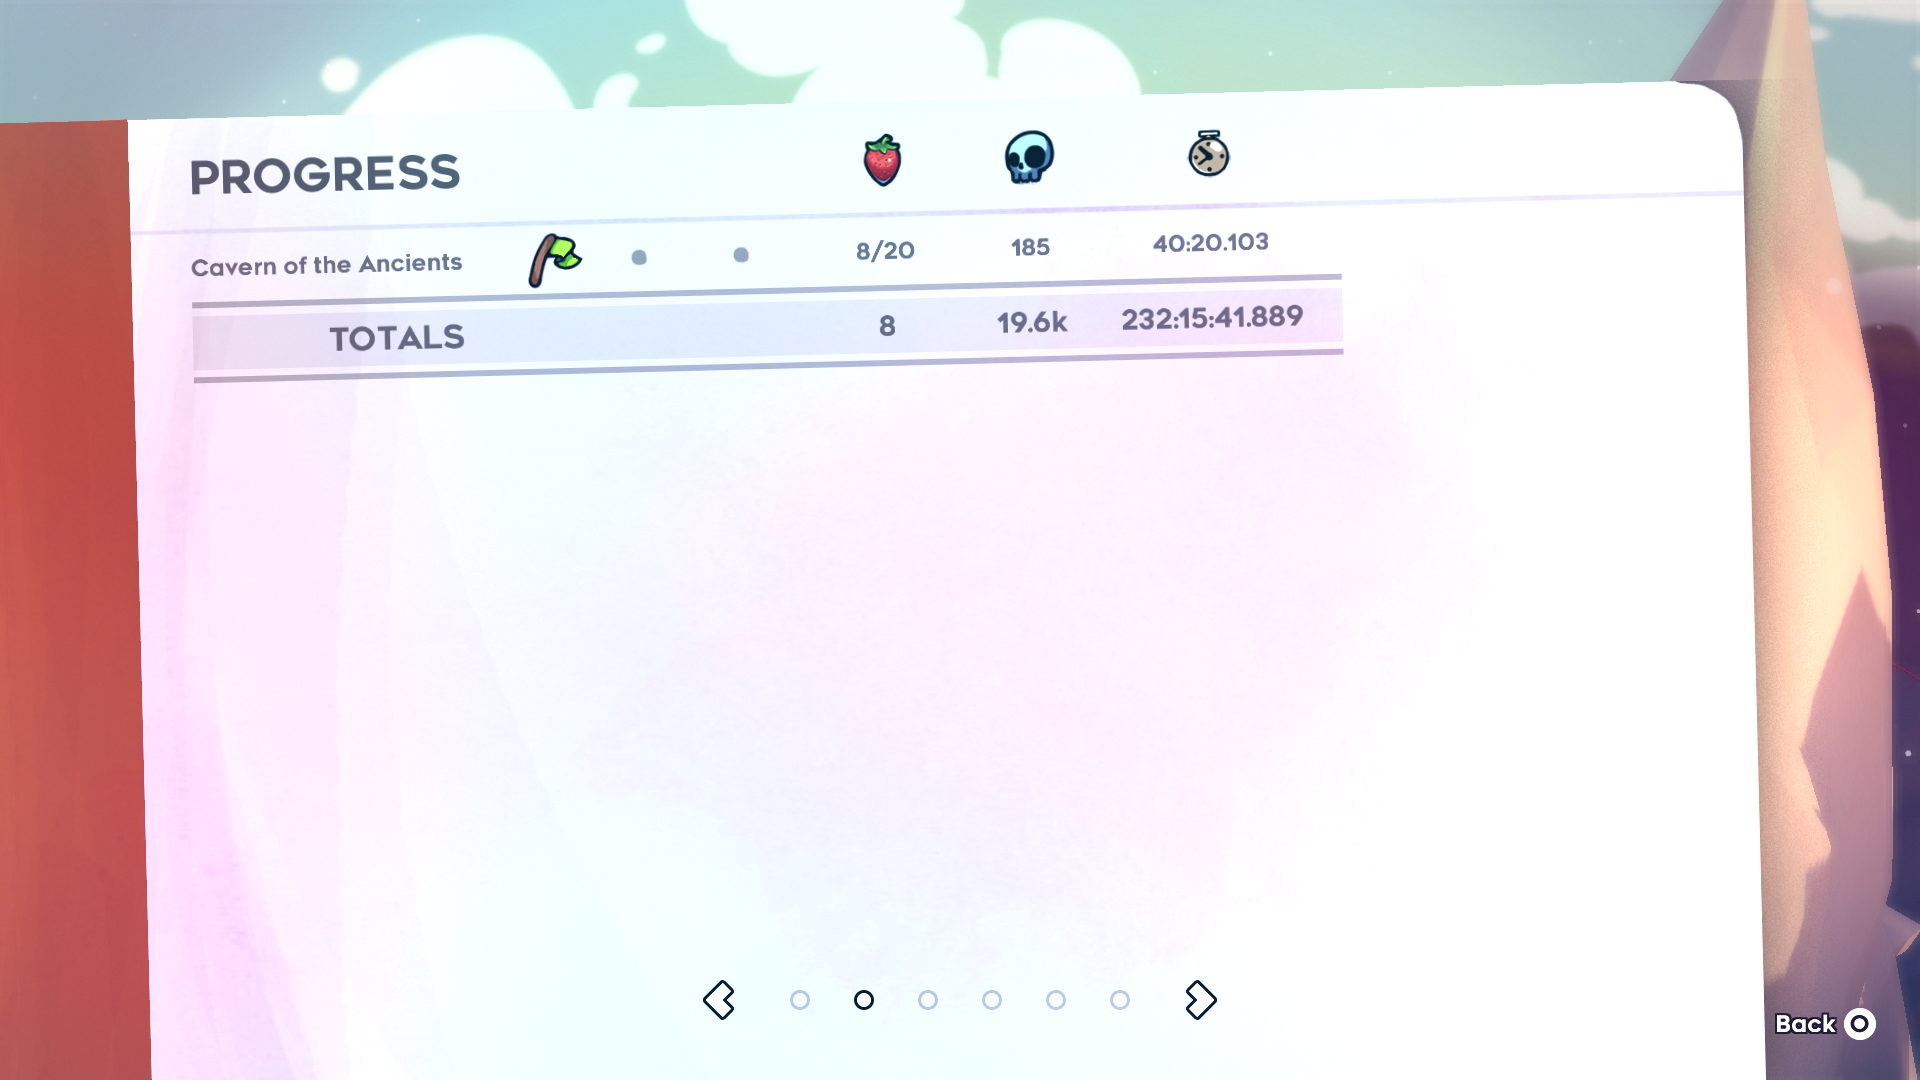 PROGRESS
Cavern of the Ancients 8/20 185 40:20.103
TOTALS 8 19.6k 232:15:41.889
Back